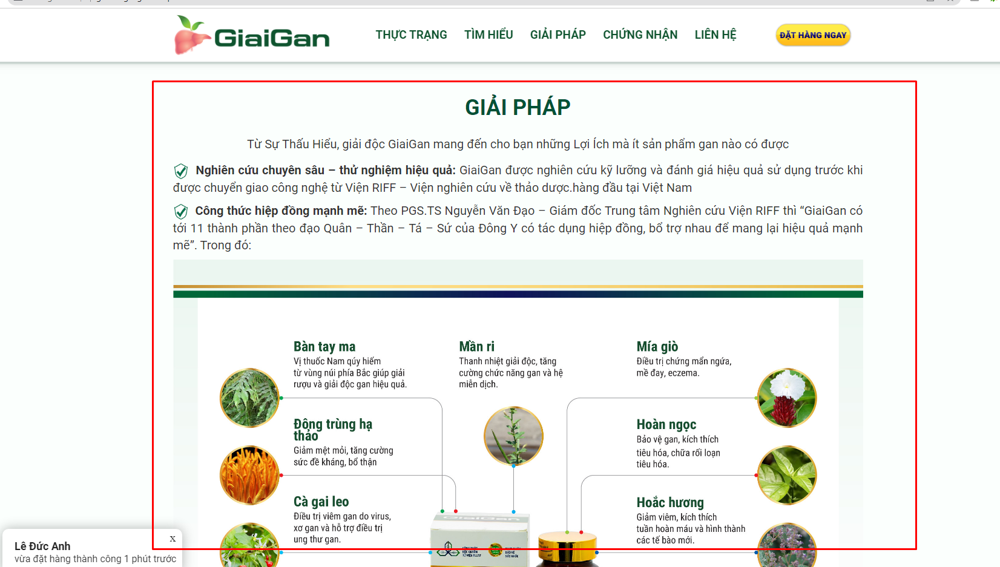 GiaiGan
THỰC TRẠNG
TÌM HIỂU
GIẢI PHÁP
CHỨNG NHẬN
LIÊN HỆ
ĐẶT HÀNG NGAY
GIẢI PHÁP
Từ Sự Thấu Hiểu, giải độc GiaiGan mang đến cho bạn những Lợi Ích mà ít sản phẩm gan nào có được
Nghiên cứu chuyên sâu – thử nghiệm hiệu quả: GiaiGan được nghiên cứu kỹ lưỡng và đánh giá hiệu quả sử dụng trước khi
được chuyển giao công nghệ từ Viện RIFF – Viện nghiên cứu về thảo dược.hàng đầu tại Việt Nam
Công thức hiệp đồng mạnh mẽ: Theo PGS.TS Nguyễn Văn Đạo – Giám đốc Trung tâm Nghiên cứu Viện RIFF thì “GiaiGan có
tới 11 thành phần theo đạo Quân – Thần – Tá – Sứ của Đông Y có tác dụng hiệp đồng, bổ trợ nhau để mang lại hiệu quả mạnh
mẽ”. Trong đó:
Bàn tay ma
Vị thuốc Nam qúy hiếm
từ vùng núi phía Bắc giúp giải
rượu và giải độc gan hiệu quả.
Mần ri
Thanh nhiệt giải độc, tăng
cường chức năng gan và hệ
miễn dịch.
Mía giò
Điều trị chứng mẩn ngứa,
mề đay, eczema.
Đông trùng hạ
thảo
Giảm mệt mỏi, tăng cường
sức đề kháng, bổ thận
Hoàn ngọc
Bảo vệ gan, kích thích
tiêu hóa, chữa rối loạn
tiêu hóa.
Cà gai leo
Điều trị viêm gan do virus,
xơ gan và hỗ trợ điều trị
ung thư gan.
Hoắc hương
Giảm viêm, kích thích
tuần hoàn máu và hình thành
các tế bào mới.
GiaiGan
CÔNG THỨC
ĐỘC QUYỀN
TỪ VIỆN R.I.F.F
BẢO VỆ
SỨC KHỎE
x
Lê Đức Anh
vừa đặt hàng thành công 1 phút trước